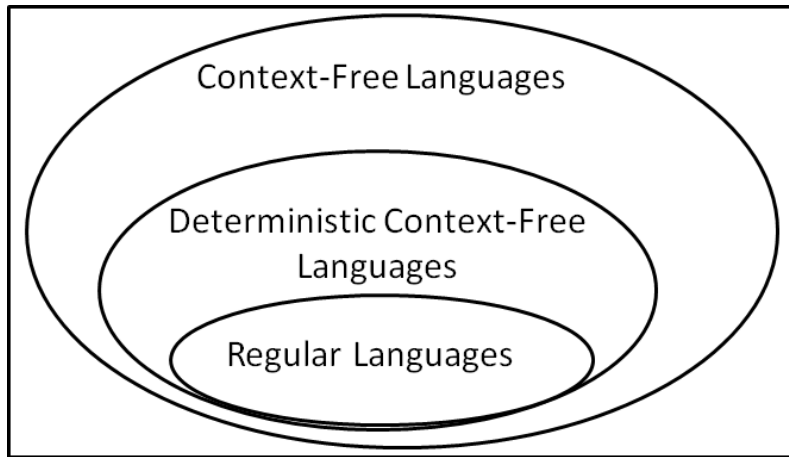 Context-Free Languages
Deterministic Context-Free
Languages
Regular Languages